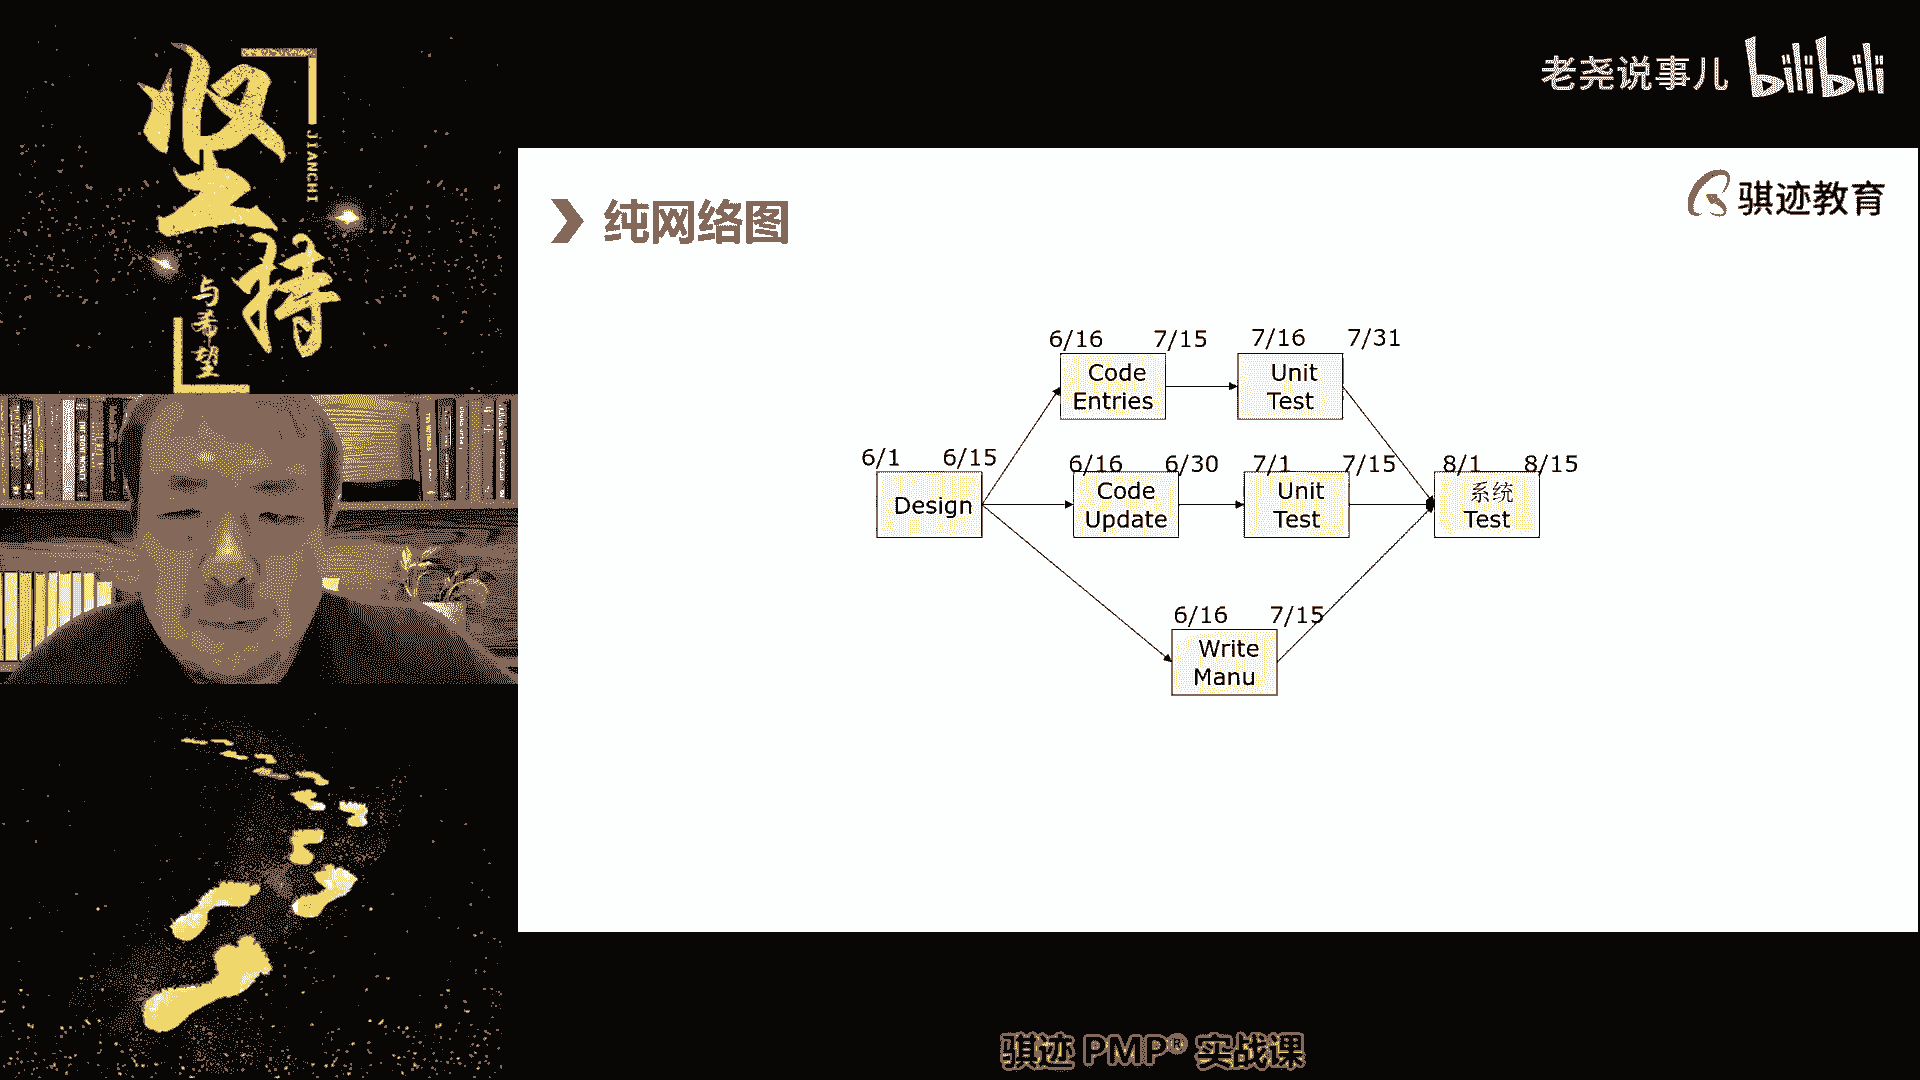 坚持
JIANCHI
与希望
老尧说事儿 bilibili
骐迹教育
纯网络图
6/16 7/15 7/16 7/31
Code Entries
Unit Test
6/1 6/15
6/16 6/30 7/1 7/15 8/1 8/15
Design
Code Update
Unit Test
系统 Test
6/16 7/15
Write Manu
骐迹 PMP® 实战课